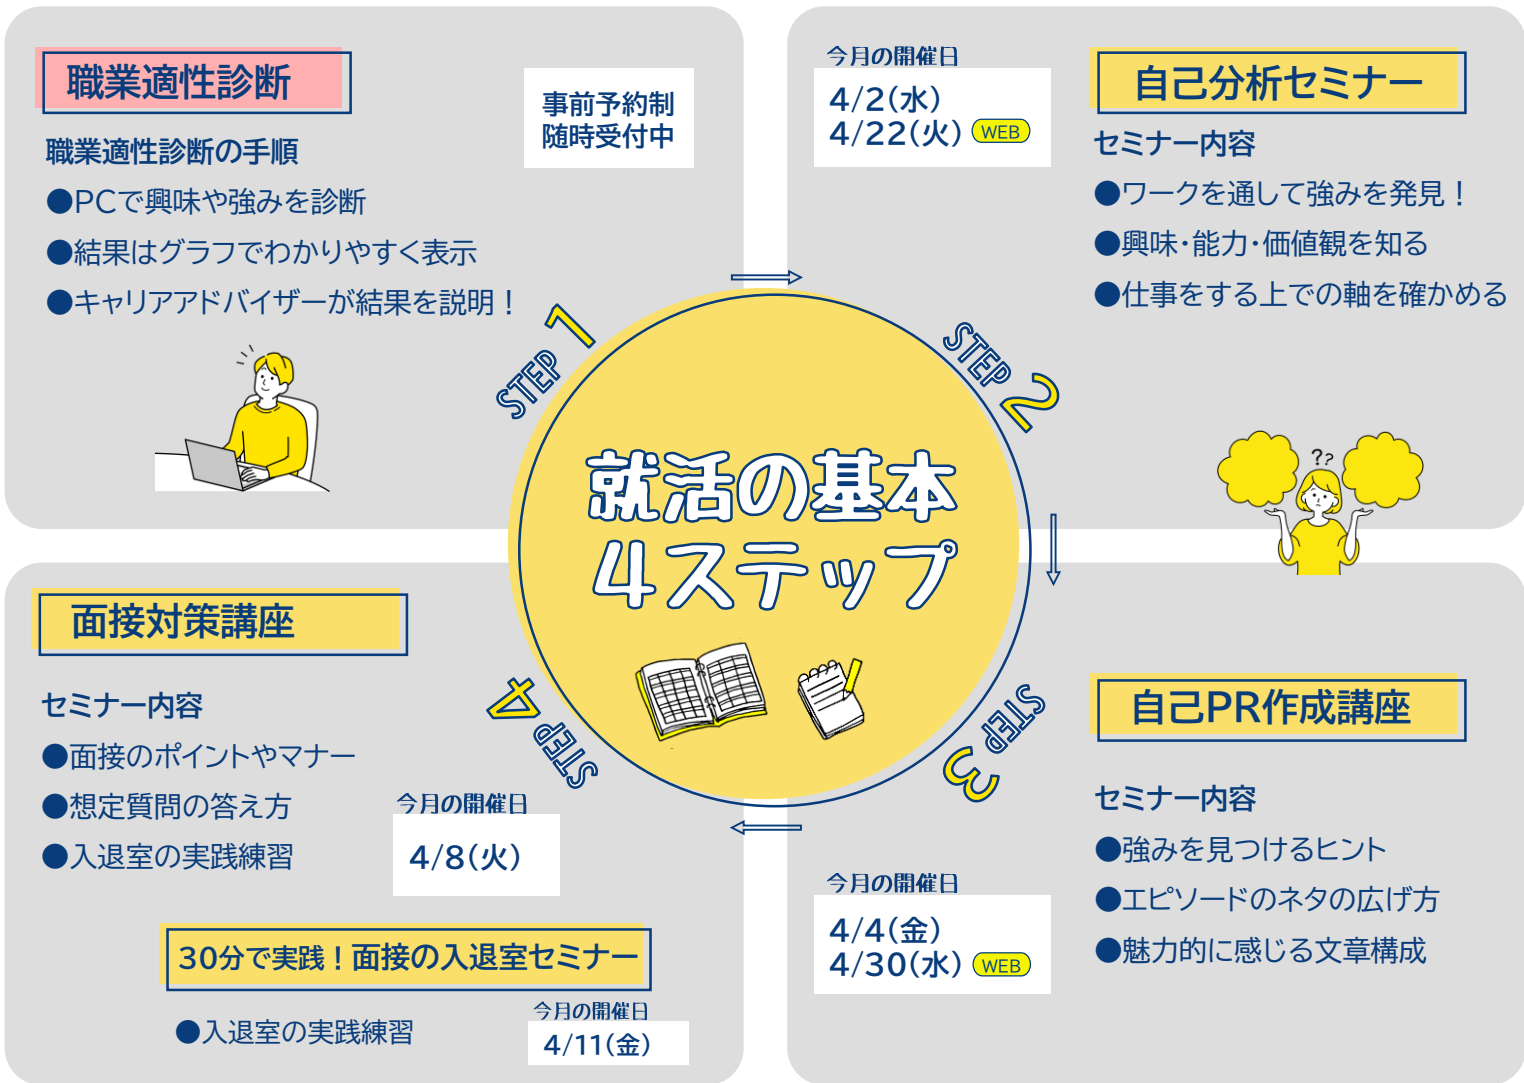 職業適性診断
事前予約制
随時受付中
職業適性診断の手順
●PCで興味や強みを診断
●結果はグラフでわかりやすく表示
●キャリアアドバイザーが結果を説明！
STEP 1
今月の開催日
4/2(水)
4/22(火) WEB
自己分析セミナー
セミナー内容
●ワークを通して強みを発見！
●興味・能力・価値観を知る
●仕事をする上での軸を確かめる
STEP 2
??
就活の基本
4ステップ
自己PR作成講座
セミナー内容
●強みを見つけるヒント
●エピソードのネタの広げ方
●魅力的に感じる文章構成
STEP 3
今月の開催日
4/4(金)
4/30(水) WEB
面接対策講座
セミナー内容
●面接のポイントやマナー
●想定質問の答え方
●入退室の実践練習
STEP 4
今月の開催日
4/8(火)
30分で実践！面接の入退室セミナー
●入退室の実践練習
今月の開催日
4/11(金)